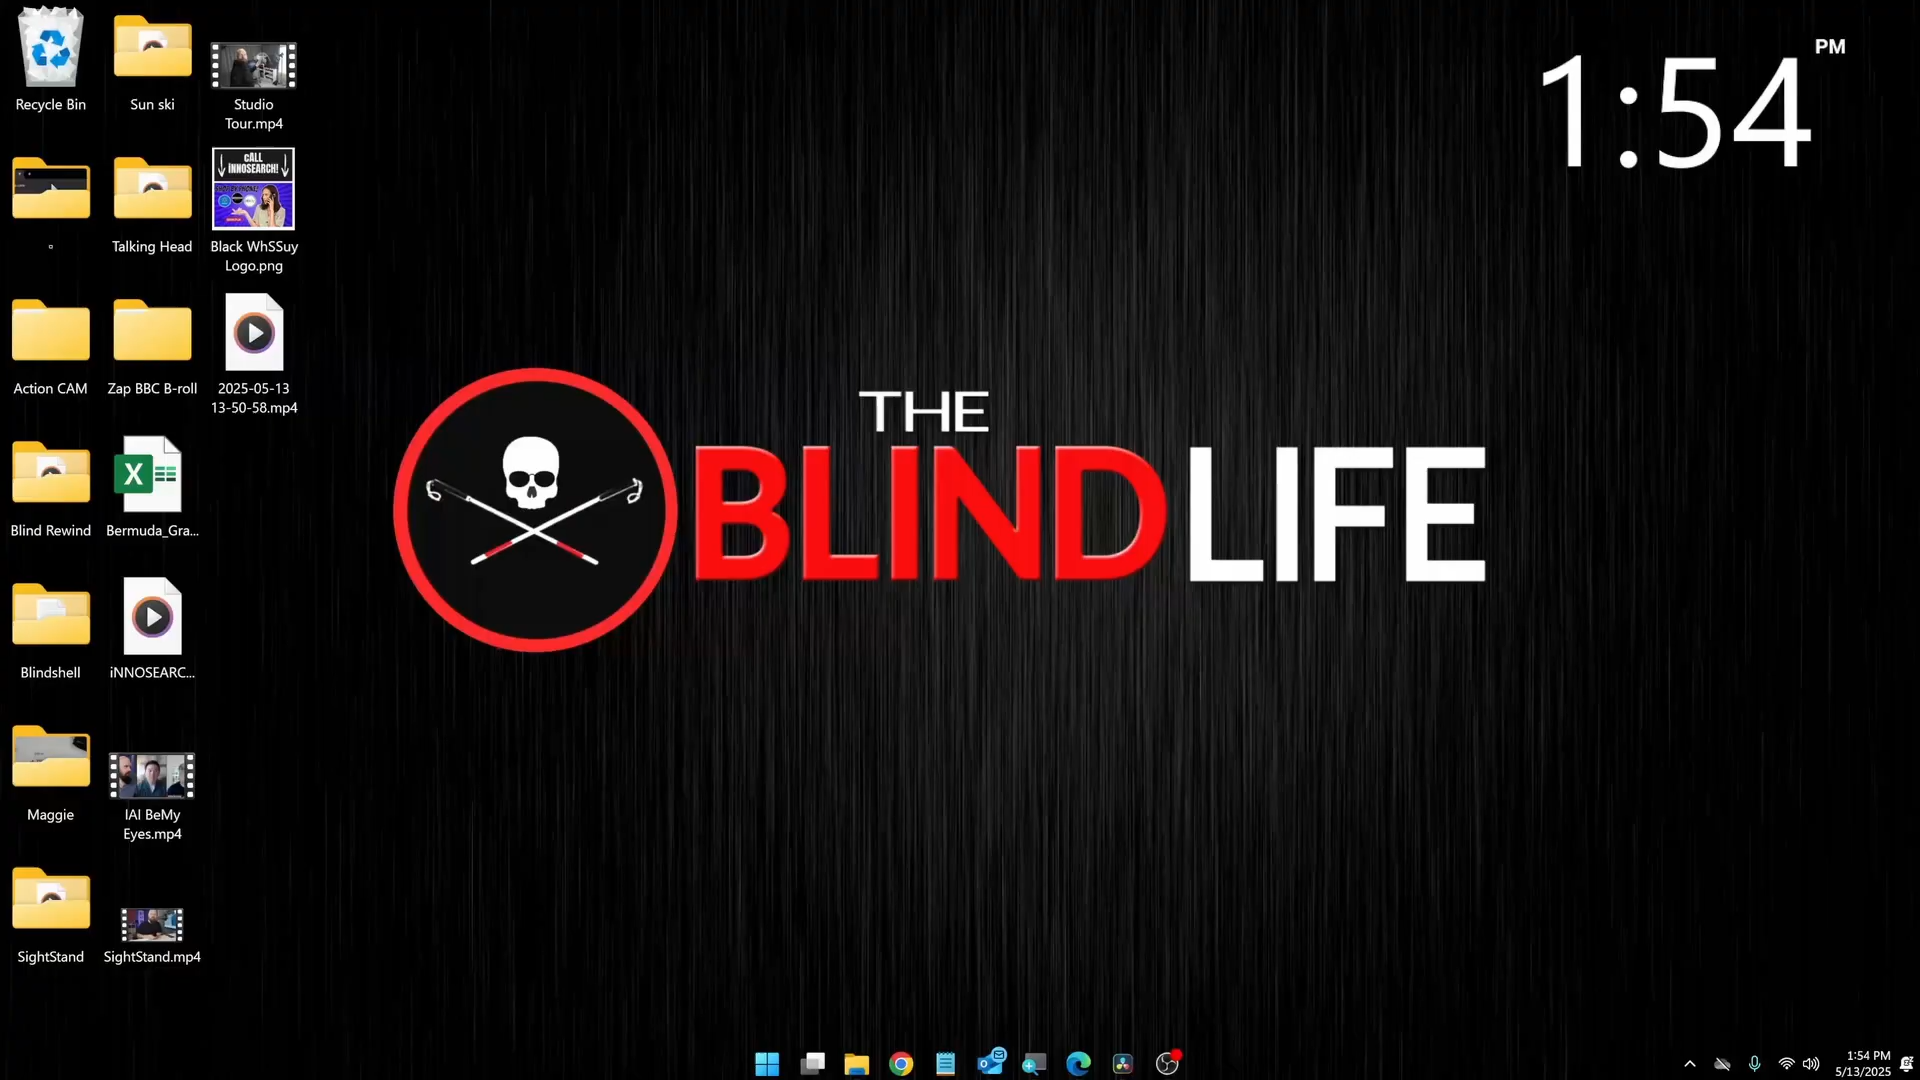 Recycle Bin
Sun ski
Studio
Tour.mp4
Talking Head
CALL
INNOSEARCH!
Black WhSSuy
Logo.png
Action CAM
Zap BBC B-roll
2025-05-13
13-50-58.mp4
Blind Rewind
Bermuda_Gra...
Blindshell
iNNOSEARC...
Maggie
IAI BeMy
Eyes.mp4
SightStand
SightStand.mp4
1:54 PM
THE
BLIND LIFE
1:54 PM
5/13/2025